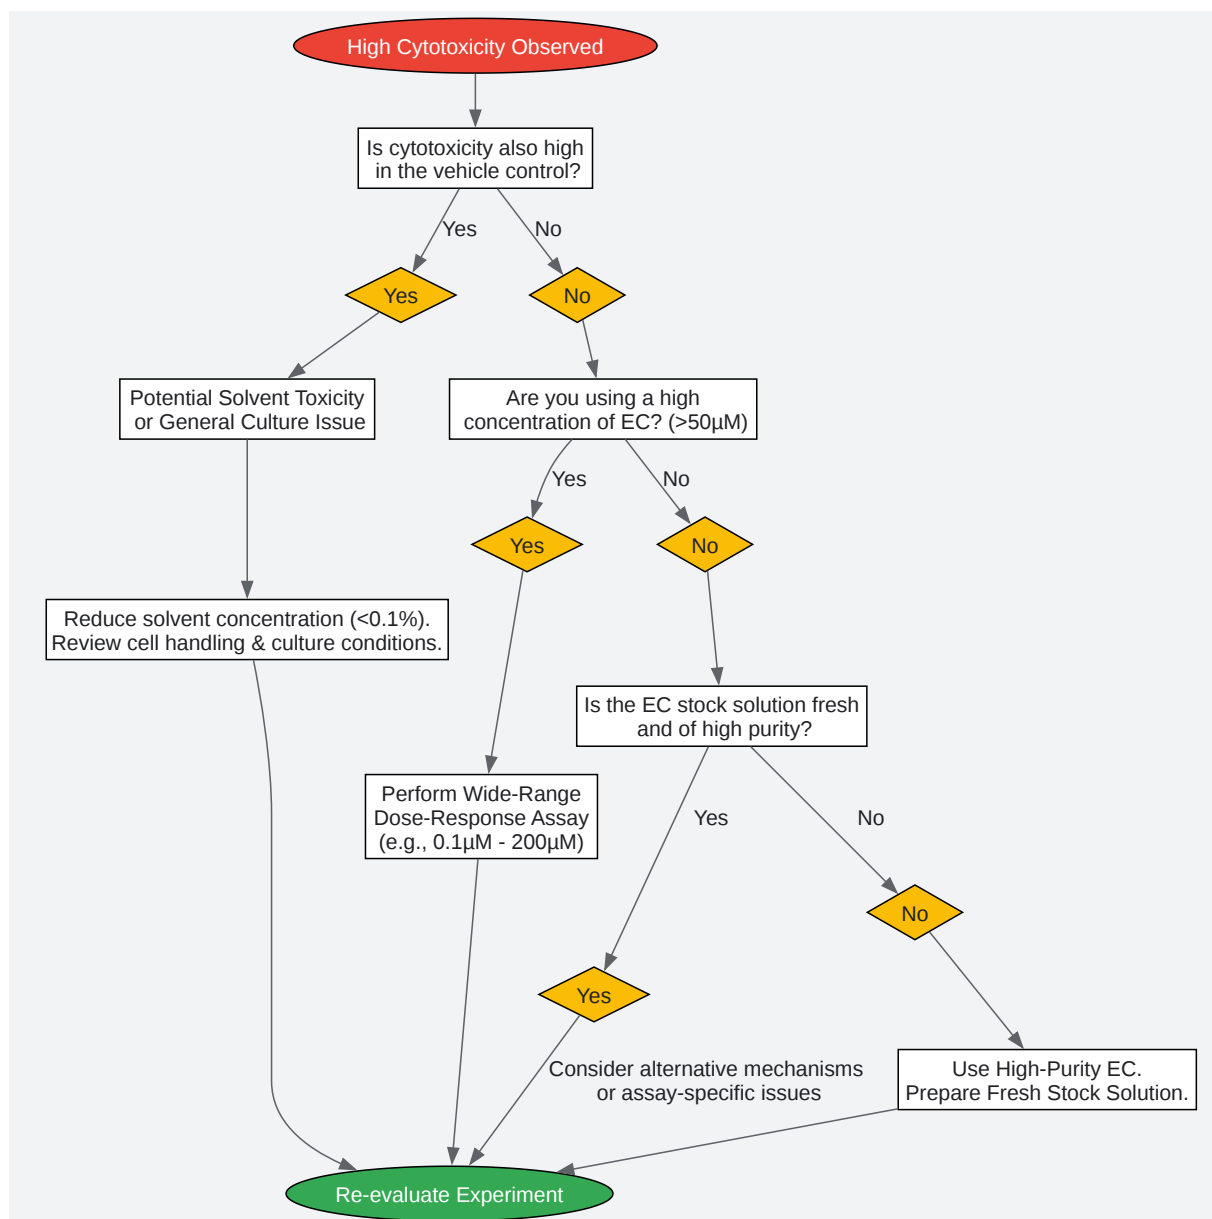 High Cytotoxicity Observed
Is cytotoxicity also high
in the vehicle control?
Yes
No
Yes
No
Potential Solvent Toxicity
or General Culture Issue
Are you using a high
concentration of EC? (>50µM)
Yes
No
Yes
No
Reduce solvent concentration (<0.1%).
Review cell handling & culture conditions.
Is the EC stock solution fresh
and of high purity?
Perform Wide-Range
Dose-Response Assay
(e.g., 0.1µM - 200µM)
Yes
No
No
Yes
Consider alternative mechanisms
or assay-specific issues
Use High-Purity EC.
Prepare Fresh Stock Solution.
Re-evaluate Experiment